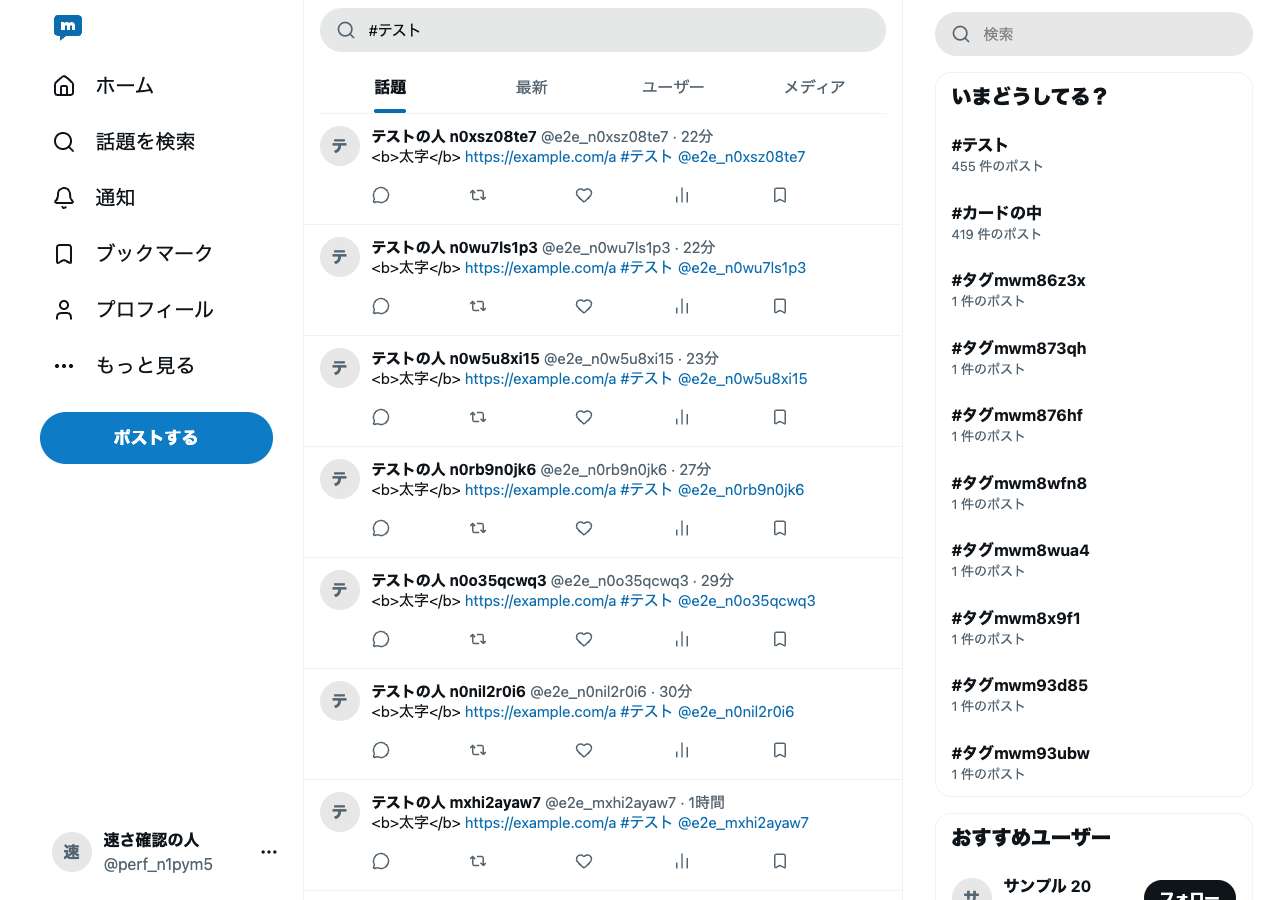 m
ホーム
話題を検索
通知
ブックマーク
プロフィール
もっと見る
ポストする
速
速さ確認の人
@perf_n1pym5
#テスト
話題 最新 ユーザー メディア
テ
テストの人 n0xsz08te7 @e2e_n0xsz08te7 · 22分
<b>太字</b> https://example.com/a #テスト @e2e_n0xsz08te7
テ
テストの人 n0wu7ls1p3 @e2e_n0wu7ls1p3 · 22分
<b>太字</b> https://example.com/a #テスト @e2e_n0wu7ls1p3
テ
テストの人 n0w5u8xi15 @e2e_n0w5u8xi15 · 23分
<b>太字</b> https://example.com/a #テスト @e2e_n0w5u8xi15
テ
テストの人 n0rb9n0jk6 @e2e_n0rb9n0jk6 · 27分
<b>太字</b> https://example.com/a #テスト @e2e_n0rb9n0jk6
テ
テストの人 n0o35qcwq3 @e2e_n0o35qcwq3 · 29分
<b>太字</b> https://example.com/a #テスト @e2e_n0o35qcwq3
テ
テストの人 n0nil2r0i6 @e2e_n0nil2r0i6 · 30分
<b>太字</b> https://example.com/a #テスト @e2e_n0nil2r0i6
テ
テストの人 mxhi2ayaw7 @e2e_mxhi2ayaw7 · 1時間
<b>太字</b> https://example.com/a #テスト @e2e_mxhi2ayaw7
検索
いまどうしてる？
#テスト
455 件のポスト
#カードの中
419 件のポスト
#タグmwm86z3x
1 件のポスト
#タグmwm873qh
1 件のポスト
#タグmwm876hf
1 件のポスト
#タグmwm8wfn8
1 件のポスト
#タグmwm8wua4
1 件のポスト
#タグmwm8x9f1
1 件のポスト
#タグmwm93d85
1 件のポスト
#タグmwm93ubw
1 件のポスト
おすすめユーザー
サ
サンプル 20
フォロー